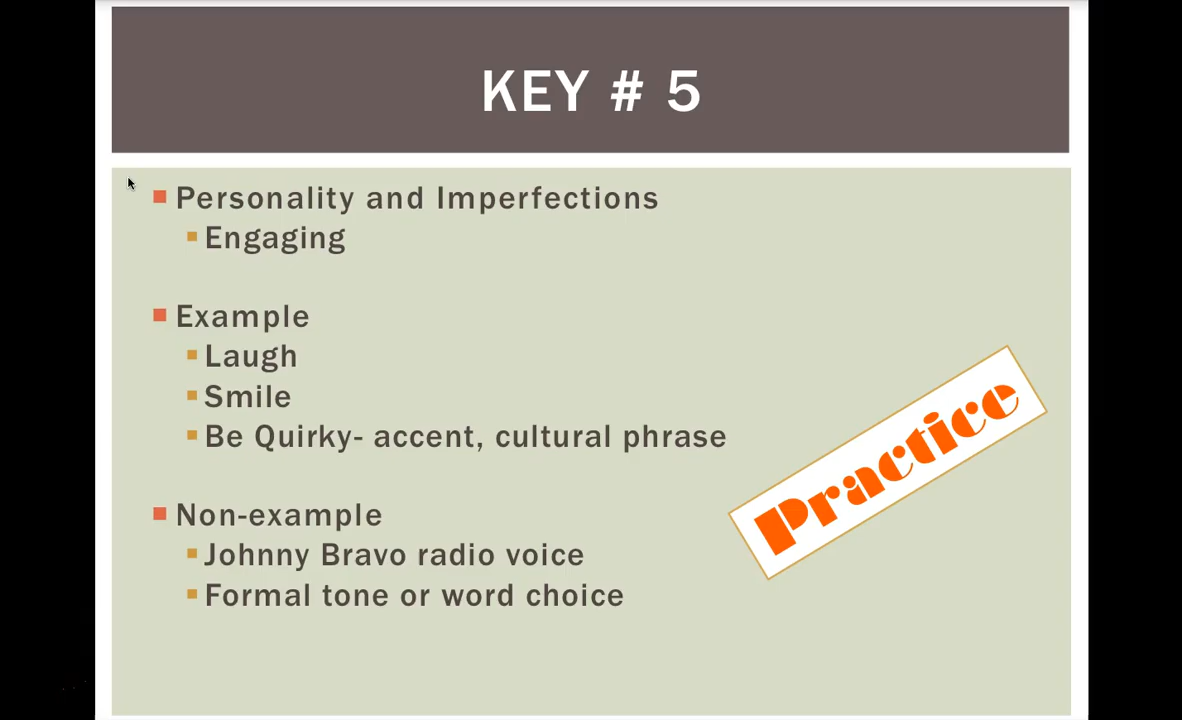 KEY # 5
Personality and Imperfections
Engaging
Example
Laugh
Smile
Be Quirky- accent, cultural phrase
Practice
Non-example
Johnny Bravo radio voice
Formal tone or word choice